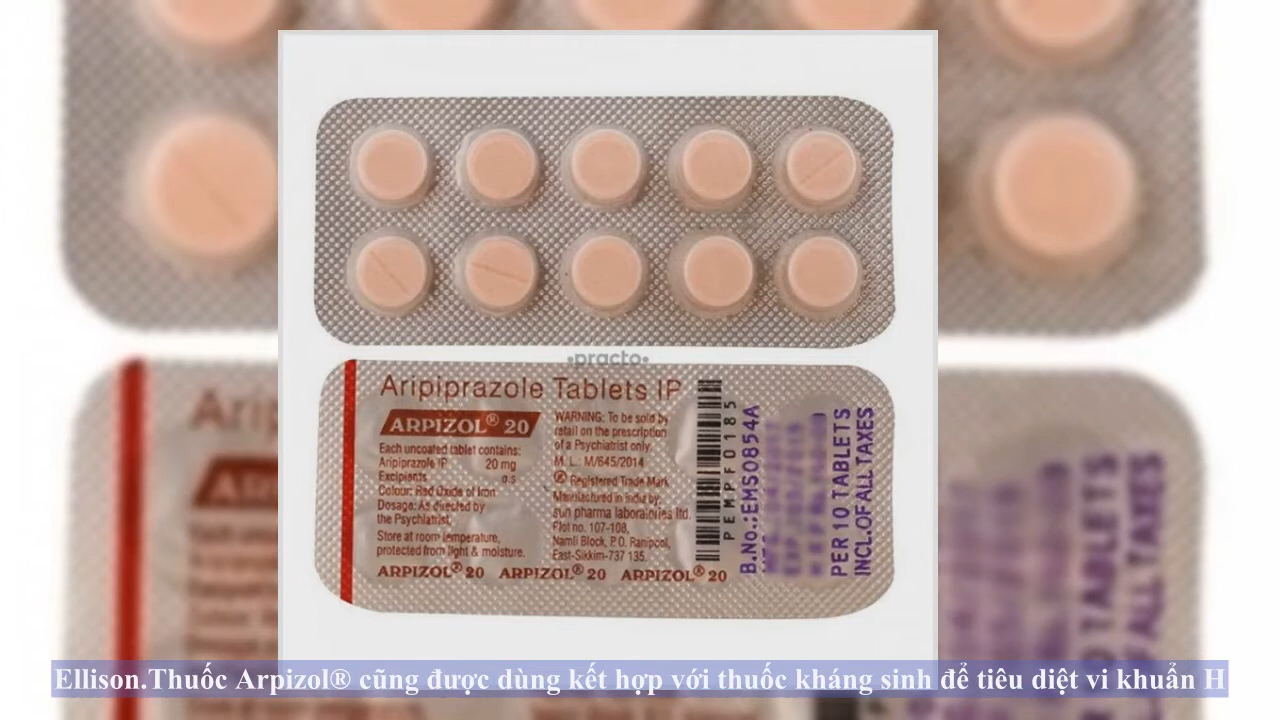 •practo•
Aripiprazole Tablets IP
ARPIZOL® 20
Each uncoated tablet contains:
Aripiprazole IP 20 mg
Excipients q.s
Colour: Red Oxide of Iron
Dosage: As directed by
the Psychiatrist.
Store at room temperature,
protected from light & moisture.
WARNING: To be sold by
retail on the prescription
of a Psychiatrist only.
M. L.: M/645/2014
® Registered Trade Mark
Manufactured in India by:
sun pharma laboratories ltd.
Plot no. 107-108,
Namli Block, P.O. Ranipool,
East-Sikkim-737 135.
ARPIZOL® 20 ARPIZOL® 20 ARPIZOL® 20
PEMPF0185
B.No.:EMS0854A
PER 10 TABLETS
INCL.OF ALL TAXES
Ellison.Thuốc Arpizol® cũng được dùng kết hợp với thuốc kháng sinh để tiêu diệt vi khuẩn H